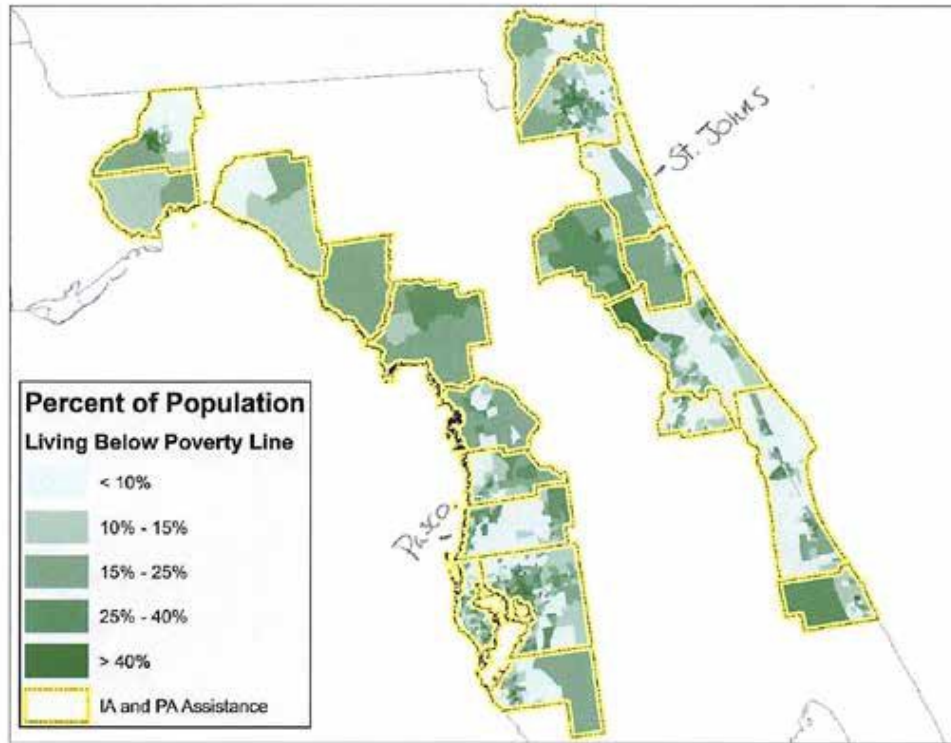 St. Johns
Pasco
Percent of Population
Living Below Poverty Line
< 10%
10% - 15%
15% - 25%
25% - 40%
> 40%
IA and PA Assistance